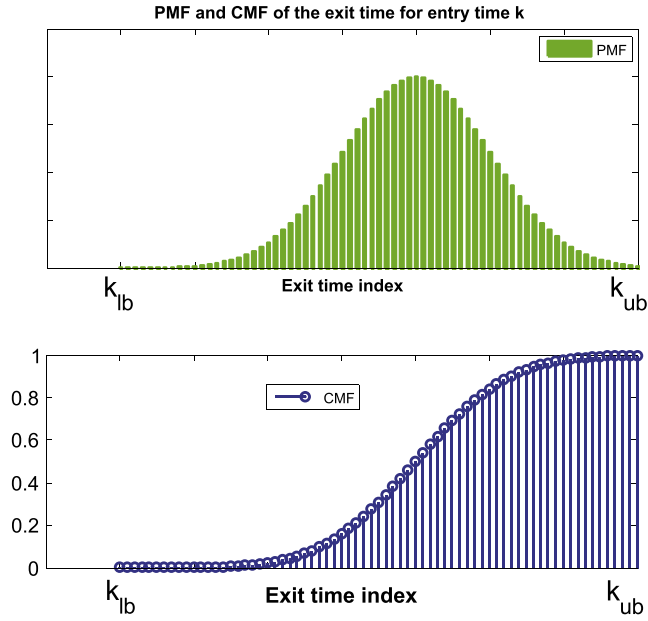 PMF and CMF of the exit time for entry time k
PMF
k_lb Exit time index k_ub
1
0.8
CMF
0.6
0.4
0.2
0
k_lb Exit time index k_ub